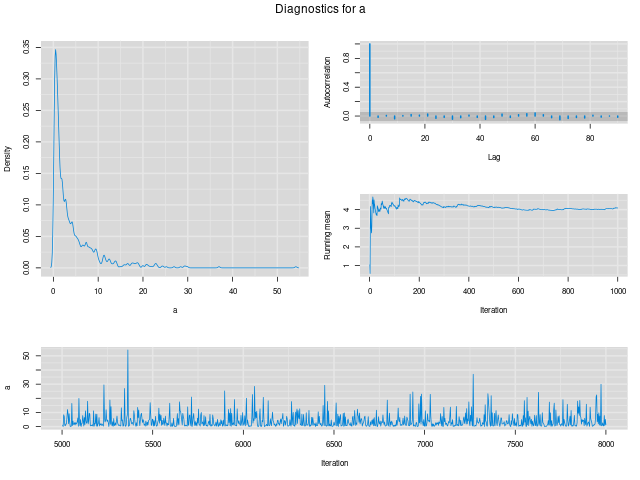 Diagnostics for a
Density
0.00 0.05 0.10 0.15 0.20 0.25 0.30 0.35
0 10 20 30 40 50
a
Autocorrelation
0.0 0.4 0.8
0 20 40 60 80
Lag
Running mean
1 2 3 4
0 200 400 600 800 1000
Iteration
a
0 10 30 50
5000 5500 6000 6500 7000 7500 8000
Iteration